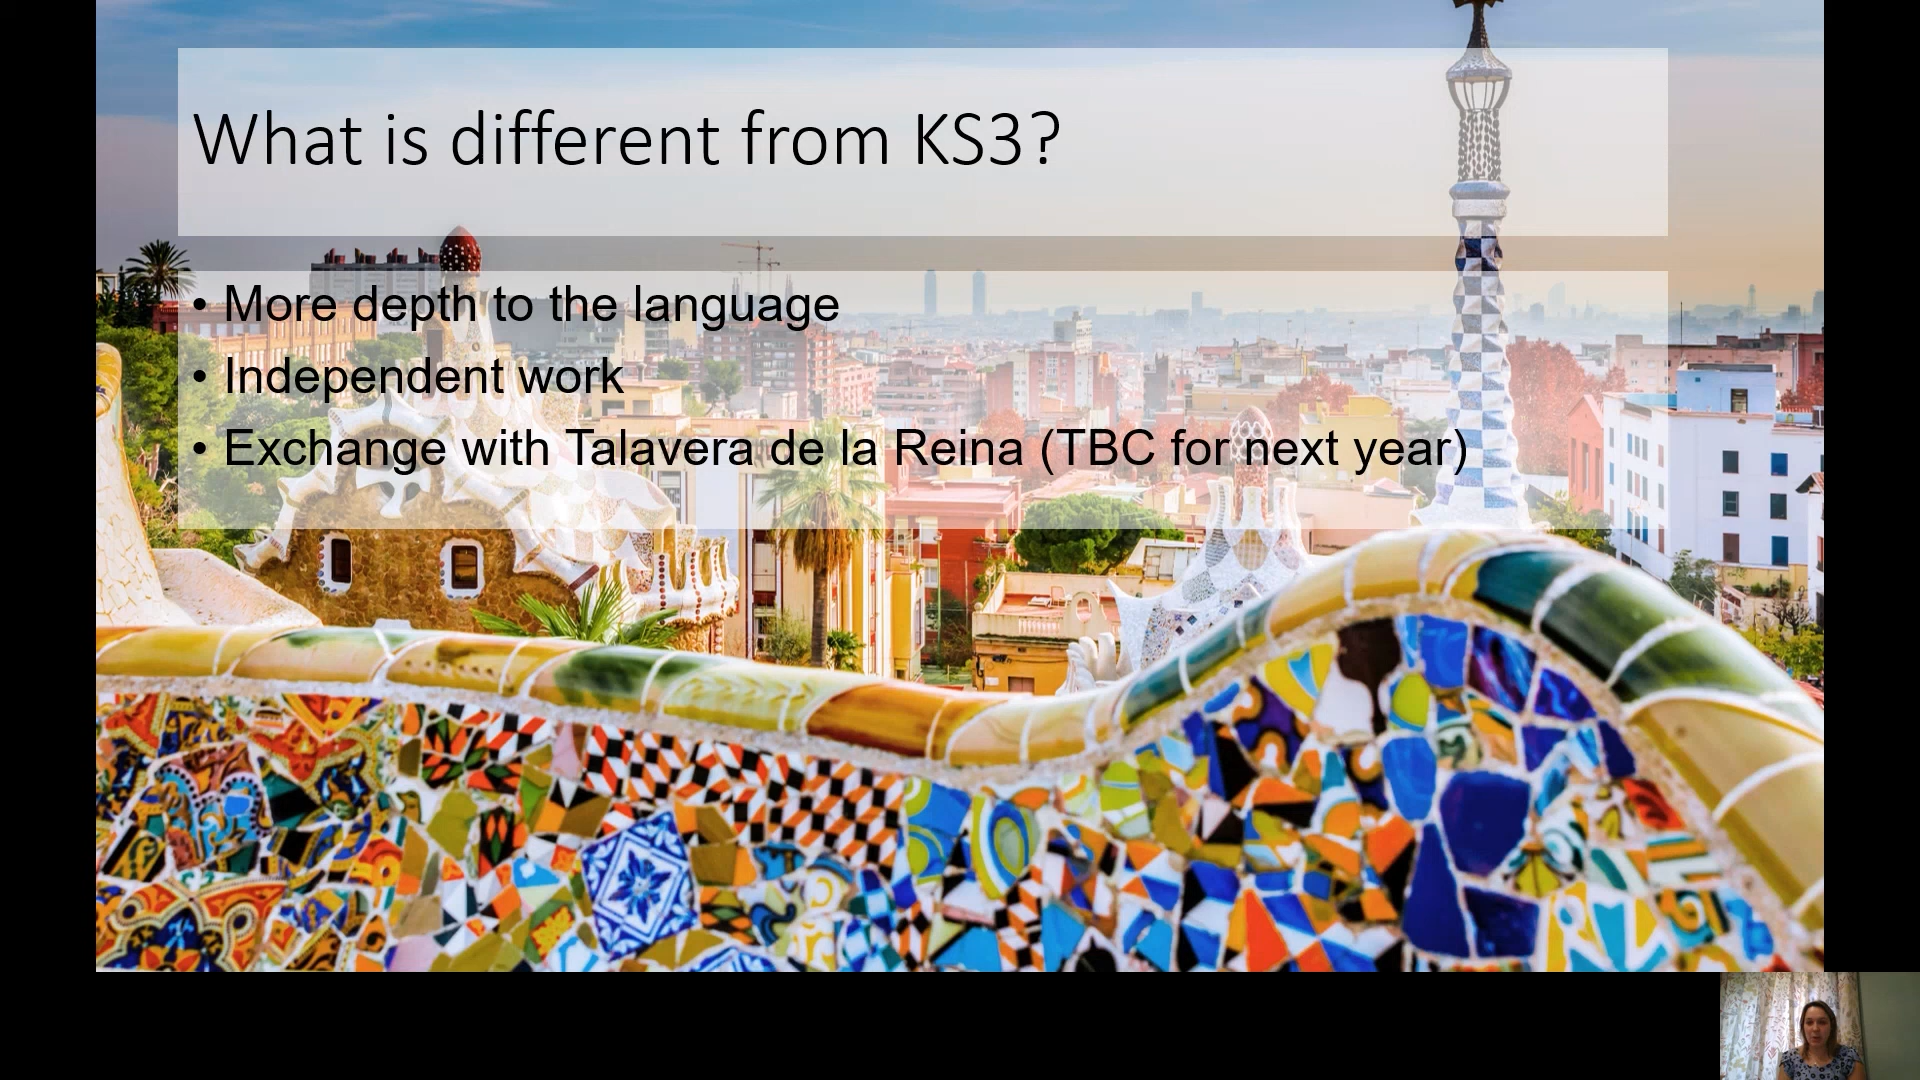 What is different from KS3?
• More depth to the language
• Independent work
• Exchange with Talavera de la Reina (TBC for next year)